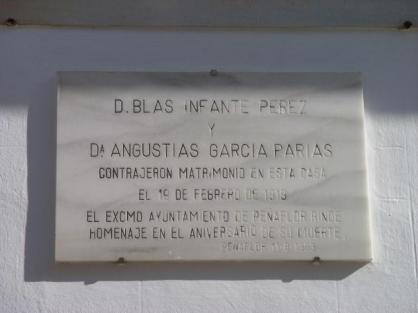 D. BLAS INFANTE PEREZ
Y
Dª ANGUSTIAS GARCIA PARIAS
CONTRAJERON MATRIMONIO EN ESTA CASA
EL 19 DE FEBRERO DE 1919
EL EXCMO AYUNTAMIENTO DE PEÑAFLOR RINDE
HOMENAJE EN EL ANIVERSARIO DE SU MUERTE
PEÑAFLOR